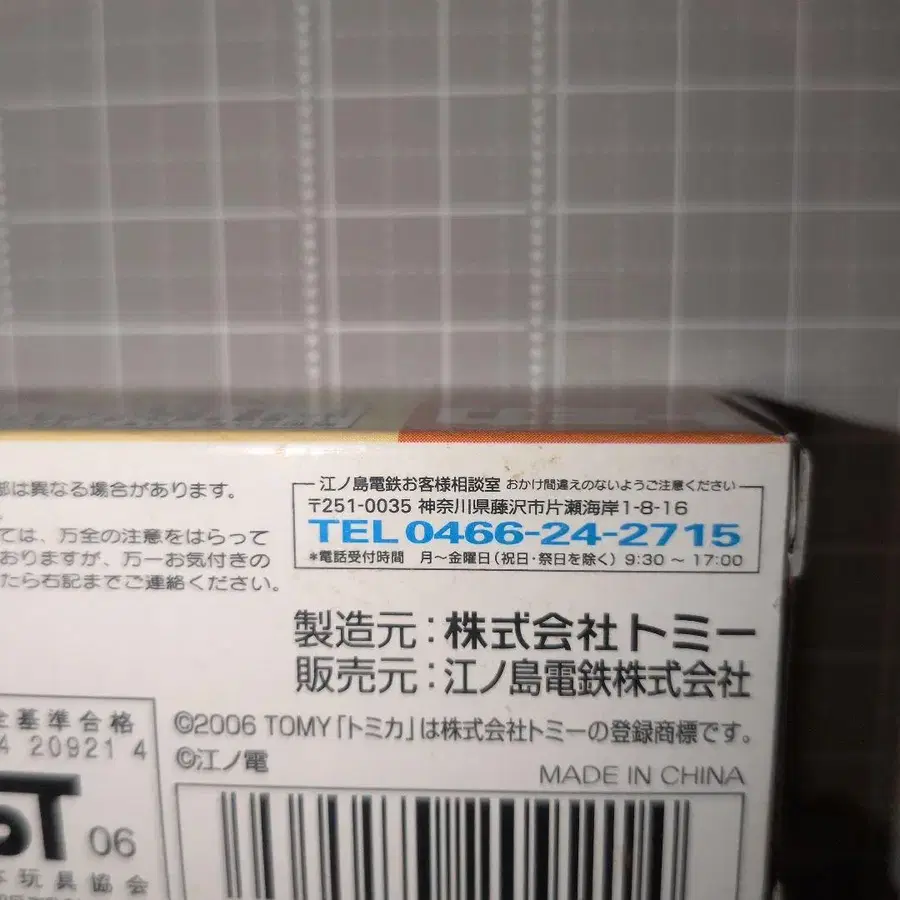 は異なる場合があります。
ては、万全の注意をはらって
おりますが、万一お気付きの
たら右記までご連絡ください。
江ノ島電鉄お客様相談室 おかけ間違えのないようご注意ください
〒251-0035 神奈川県藤沢市片瀬海岸1-8-16
TEL 0466-24-2715
*電話受付時間 月~金曜日(祝日・祭日を除く) 9:30 ~ 17:00
製造元:株式会社トミー
販売元:江ノ島電鉄株式会社
©2006 TOMY「トミカ」は株式会社トミーの登録商標です。
©江ノ電
MADE IN CHINA
基準合格
4 20921 4
ST 06
玩具協会